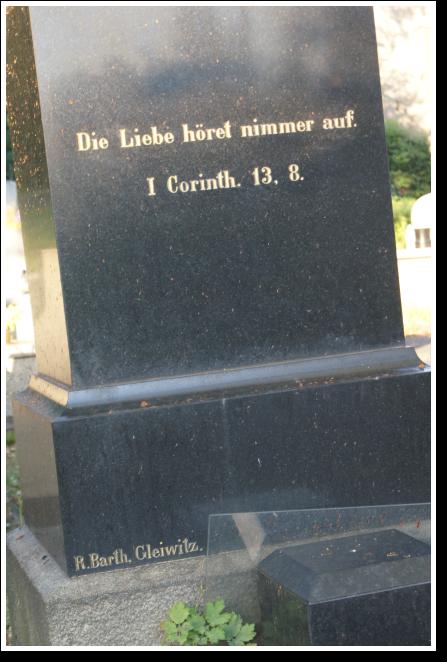 Die Liebe höret nimmer auf.
I Corinth. 13, 8.
R. Barth. Gleiwitz.